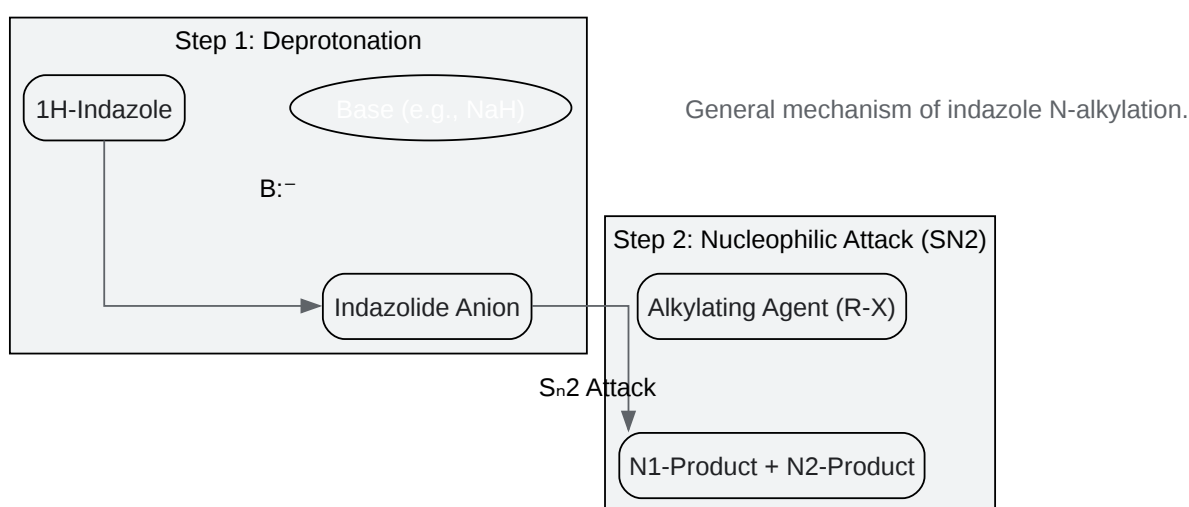 Step 1: Deprotonation
1H-Indazole
Base (e.g., NaH)
General mechanism of indazole N-alkylation.
B:⁻
Step 2: Nucleophilic Attack (SN2)
Indazolide Anion
Alkylating Agent (R-X)
Sₙ2 Attack
N1-Product + N2-Product